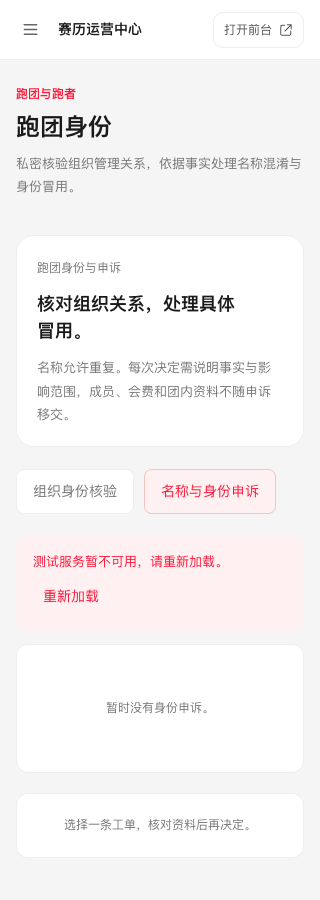 赛历运营中心
打开前台
跑团与跑者
跑团身份
私密核验组织管理关系，依据事实处理名称混淆与
身份冒用。
跑团身份与申诉
核对组织关系，处理具体
冒用。
名称允许重复。每次决定需说明事实与影
响范围，成员、会费和团内资料不随申诉
移交。
组织身份核验
名称与身份申诉
测试服务暂不可用，请重新加载。
重新加载
暂时没有身份申诉。
选择一条工单，核对资料后再决定。